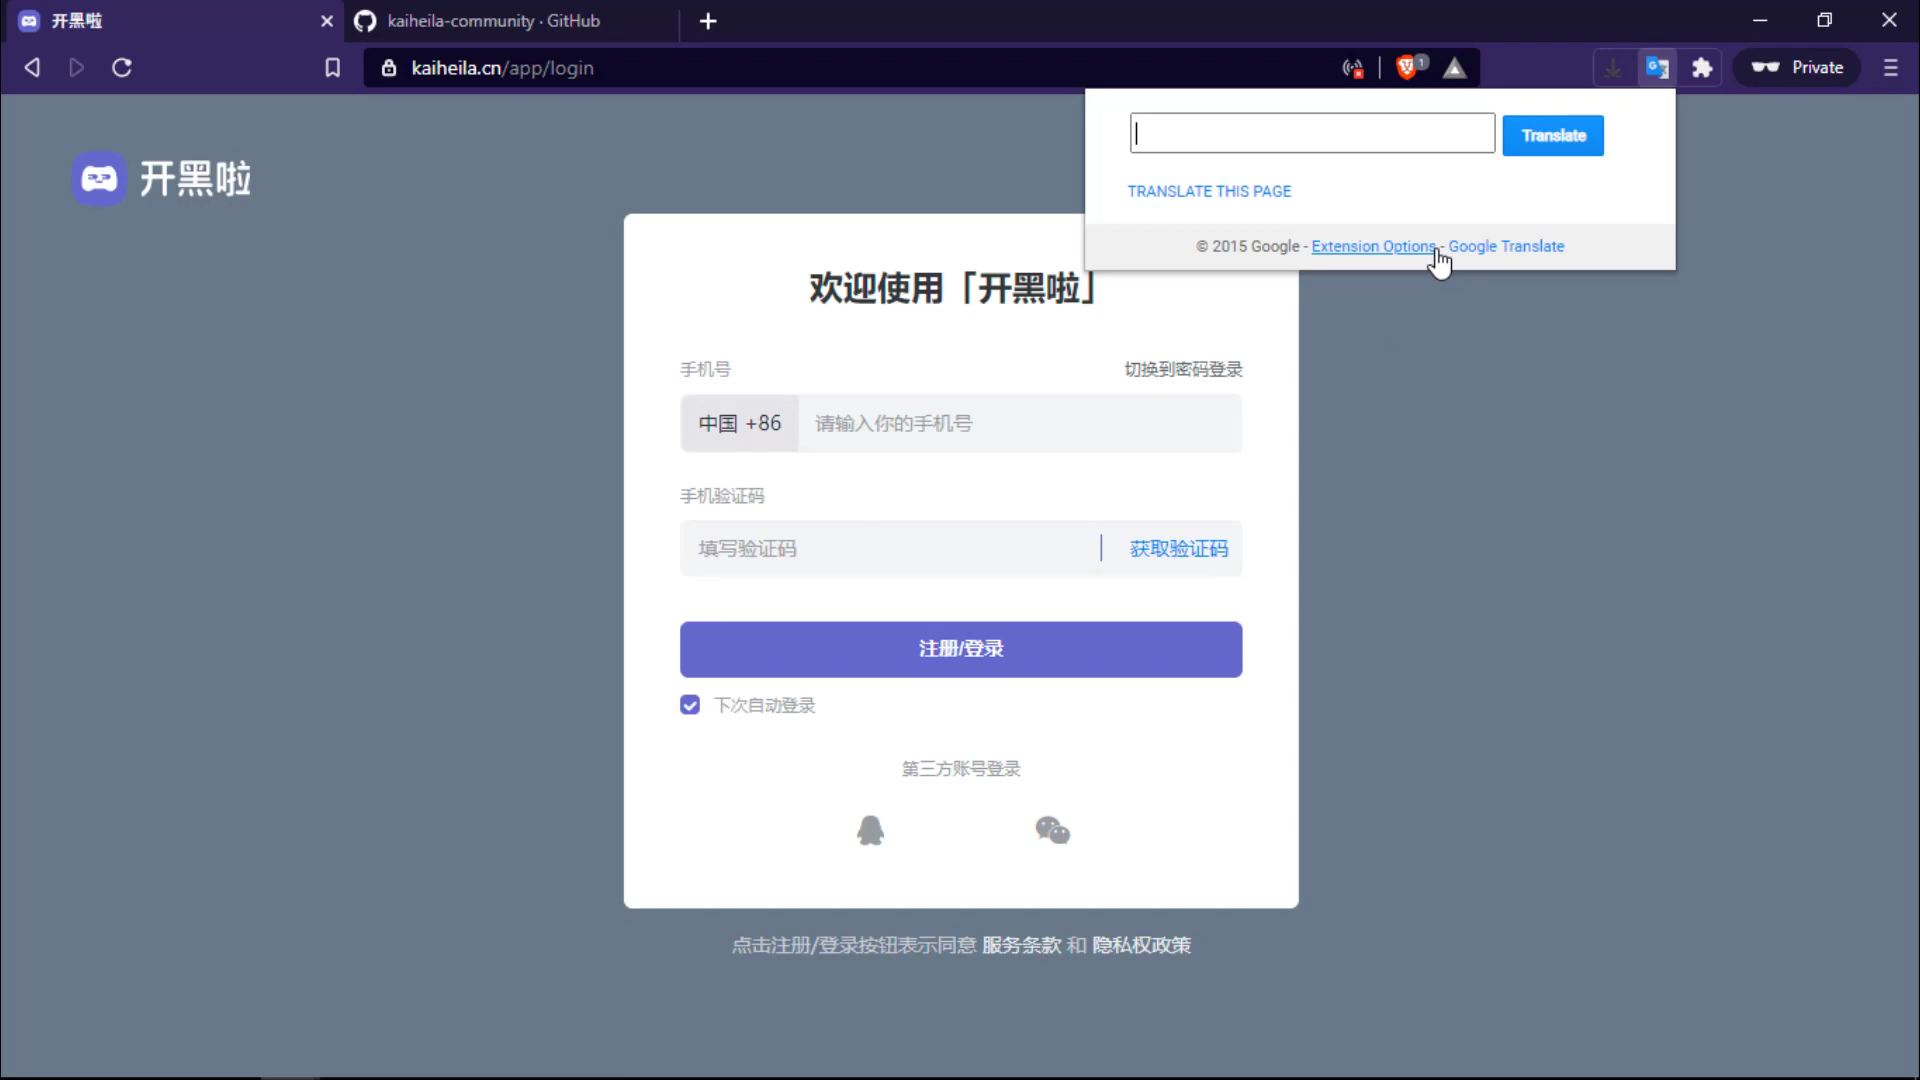 开黑啦
kaiheila-community · GitHub
kaiheila.cn/app/login
1
Private
Translate
TRANSLATE THIS PAGE
© 2015 Google - Extension Options - Google Translate
开黑啦
欢迎使用「开黑啦」
手机号
切换到密码登录
中国 +86
请输入你的手机号
手机验证码
填写验证码
获取验证码
注册/登录
下次自动登录
第三方账号登录
点击注册/登录按钮表示同意 服务条款 和 隐私权政策